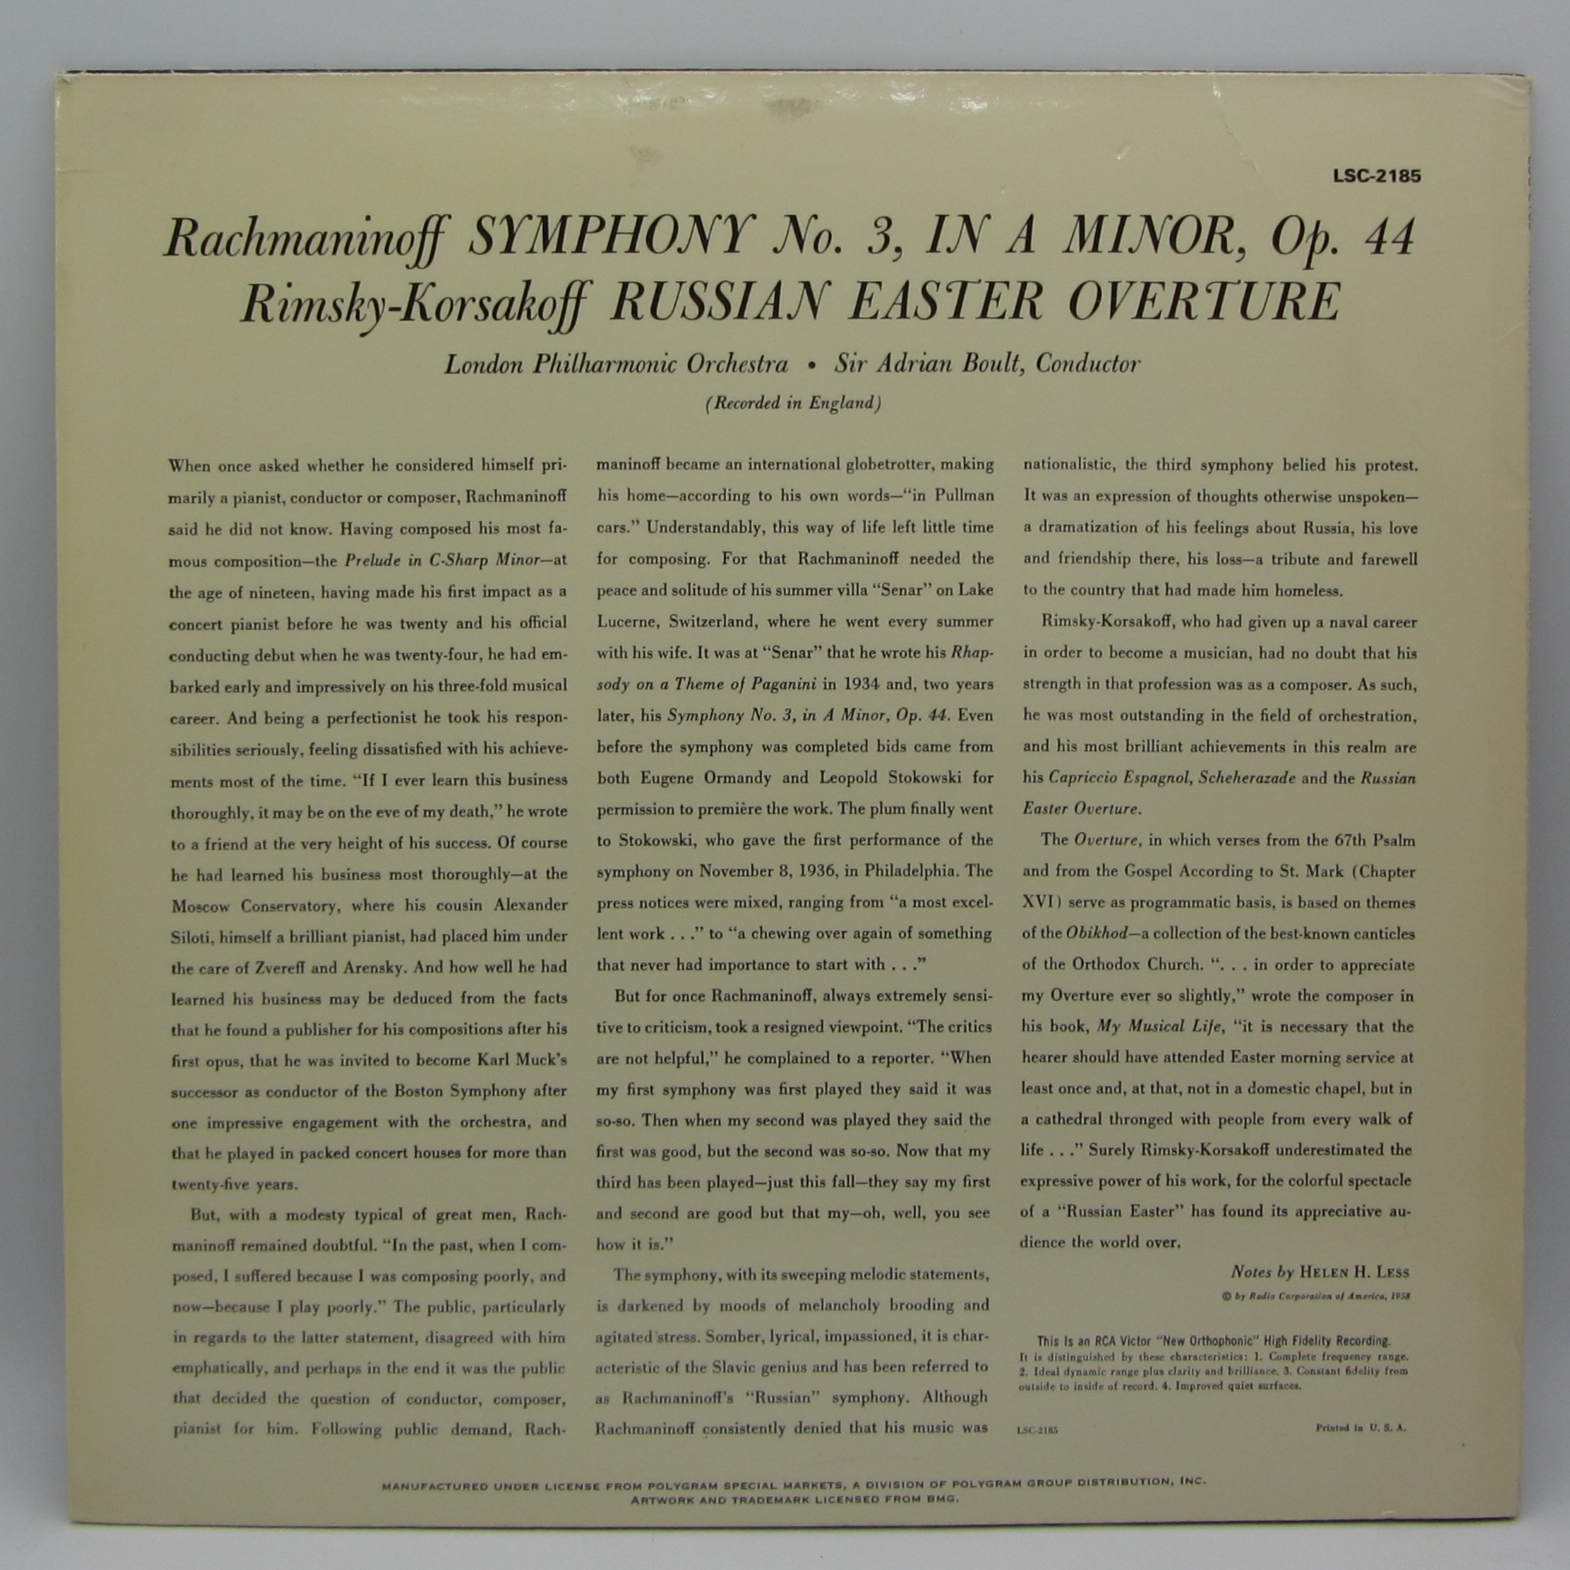 LSC-2185
Rachmaninoff SYMPHONY No. 3, IN A MINOR, Op. 44
Rimsky-Korsakoff RUSSIAN EASTER OVERTURE
London Philharmonic Orchestra • Sir Adrian Boult, Conductor
(Recorded in England)
When once asked whether he considered himself pri-
marily a pianist, conductor or composer, Rachmaninoff
said he did not know. Having composed his most fa-
mous composition—the Prelude in C-Sharp Minor—at
the age of nineteen, having made his first impact as a
concert pianist before he was twenty and his official
conducting debut when he was twenty-four, he had em-
barked early and impressively on his three-fold musical
career. And being a perfectionist he took his respon-
sibilities seriously, feeling dissatisfied with his achieve-
ments most of the time. “If I ever learn this business
thoroughly, it may be on the eve of my death,” he wrote
to a friend at the very height of his success. Of course
he had learned his business most thoroughly—at the
Moscow Conservatory, where his cousin Alexander
Siloti, himself a brilliant pianist, had placed him under
the care of Zvereff and Arensky. And how well he had
learned his business may be deduced from the facts
that he found a publisher for his compositions after his
first opus, that he was invited to become Karl Muck's
successor as conductor of the Boston Symphony after
one impressive engagement with the orchestra, and
that he played in packed concert houses for more than
twenty-five years.
But, with a modesty typical of great men, Rach-
maninoff remained doubtful. “In the past, when I com-
posed, I suffered because I was composing poorly, and
now—because I play poorly.” The public, particularly
in regards to the latter statement, disagreed with him
emphatically, and perhaps in the end it was the public
that decided the question of conductor, composer,
pianist for him. Following public demand, Rach-
maninoff became an international globetrotter, making
his home—according to his own words—“in Pullman
cars.” Understandably, this way of life left little time
for composing. For that Rachmaninoff needed the
peace and solitude of his summer villa “Senar” on Lake
Lucerne, Switzerland, where he went every summer
with his wife. It was at “Senar” that he wrote his Rhap-
sody on a Theme of Paganini in 1934 and, two years
later, his Symphony No. 3, in A Minor, Op. 44. Even
before the symphony was completed bids came from
both Eugene Ormandy and Leopold Stokowski for
permission to première the work. The plum finally went
to Stokowski, who gave the first performance of the
symphony on November 8, 1936, in Philadelphia. The
press notices were mixed, ranging from “a most excel-
lent work . . .” to “a chewing over again of something
that never had importance to start with . . .”
But for once Rachmaninoff, always extremely sensi-
tive to criticism, took a resigned viewpoint. “The critics
are not helpful,” he complained to a reporter. “When
my first symphony was first played they said it was
so-so. Then when my second was played they said the
first was good, but the second was so-so. Now that my
third has been played—just this fall—they say my first
and second are good but that my—oh, well, you see
how it is.”
The symphony, with its sweeping melodic statements,
is darkened by moods of melancholy brooding and
agitated stress. Somber, lyrical, impassioned, it is char-
acteristic of the Slavic genius and has been referred to
as Rachmaninoff's “Russian” symphony. Although
Rachmaninoff consistently denied that his music was
nationalistic, the third symphony belied his protest.
It was an expression of thoughts otherwise unspoken—
a dramatization of his feelings about Russia, his love
and friendship there, his loss—a tribute and farewell
to the country that had made him homeless.
Rimsky-Korsakoff, who had given up a naval career
in order to become a musician, had no doubt that his
strength in that profession was as a composer. As such,
he was most outstanding in the field of orchestration,
and his most brilliant achievements in this realm are
his Capriccio Espagnol, Scheherazade and the Russian
Easter Overture.
The Overture, in which verses from the 67th Psalm
and from the Gospel According to St. Mark (Chapter
XVI) serve as programmatic basis, is based on themes
of the Obikhod—a collection of the best-known canticles
of the Orthodox Church. “. . . in order to appreciate
my Overture ever so slightly,” wrote the composer in
his book, My Musical Life, “it is necessary that the
hearer should have attended Easter morning service at
least once and, at that, not in a domestic chapel, but in
a cathedral thronged with people from every walk of
life . . .” Surely Rimsky-Korsakoff underestimated the
expressive power of his work, for the colorful spectacle
of a “Russian Easter” has found its appreciative au-
dience the world over.
Notes by HELEN H. LESS
© by Radio Corporation of America, 1958
This Is an RCA Victor “New Orthophonic” High Fidelity Recording.
It is distinguished by these characteristics: 1. Complete frequency range.
2. Ideal dynamic range plus clarity and brilliance. 3. Constant fidelity from
outside to inside of record. 4. Improved quiet surfaces.
LSC-2185 Printed in U. S. A.
MANUFACTURED UNDER LICENSE FROM POLYGRAM SPECIAL MARKETS, A DIVISION OF POLYGRAM GROUP DISTRIBUTION, INC.
ARTWORK AND TRADEMARK LICENSED FROM BMG.